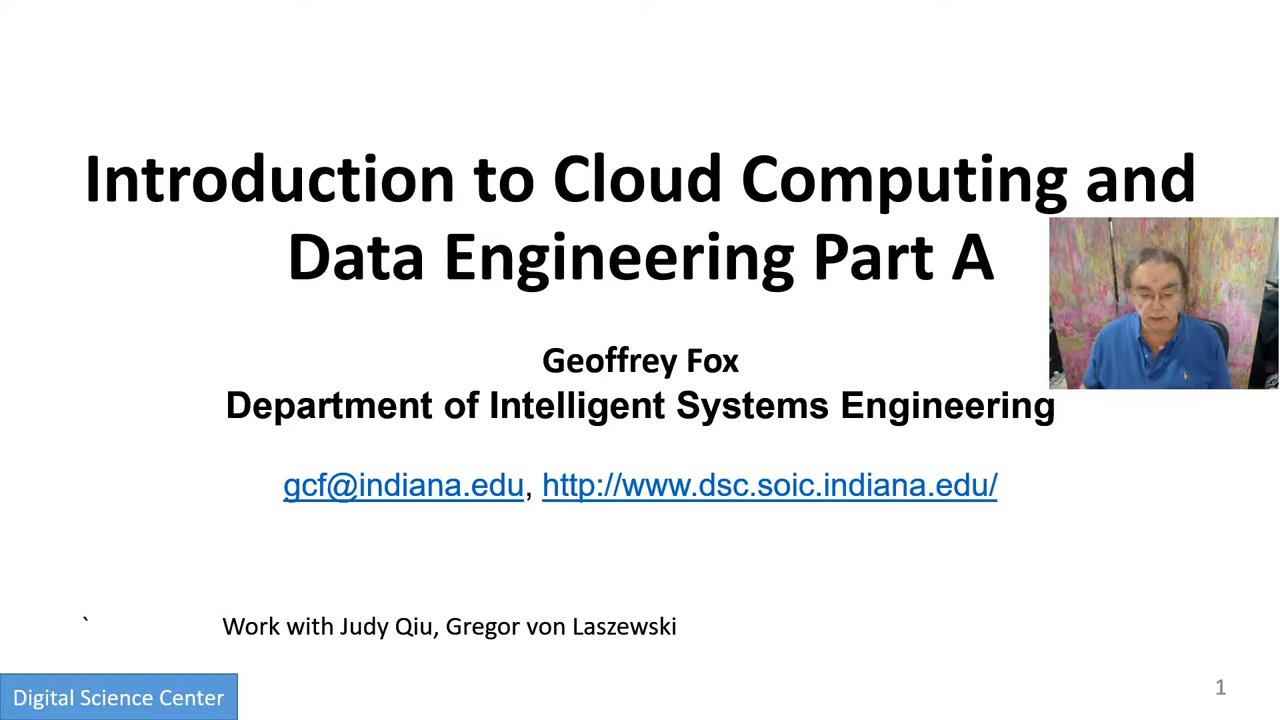 Introduction to Cloud Computing and
Data Engineering Part A
Geoffrey Fox
Department of Intelligent Systems Engineering
gcf@indiana.edu, http://www.dsc.soic.indiana.edu/
` Work with Judy Qiu, Gregor von Laszewski
Digital Science Center
1